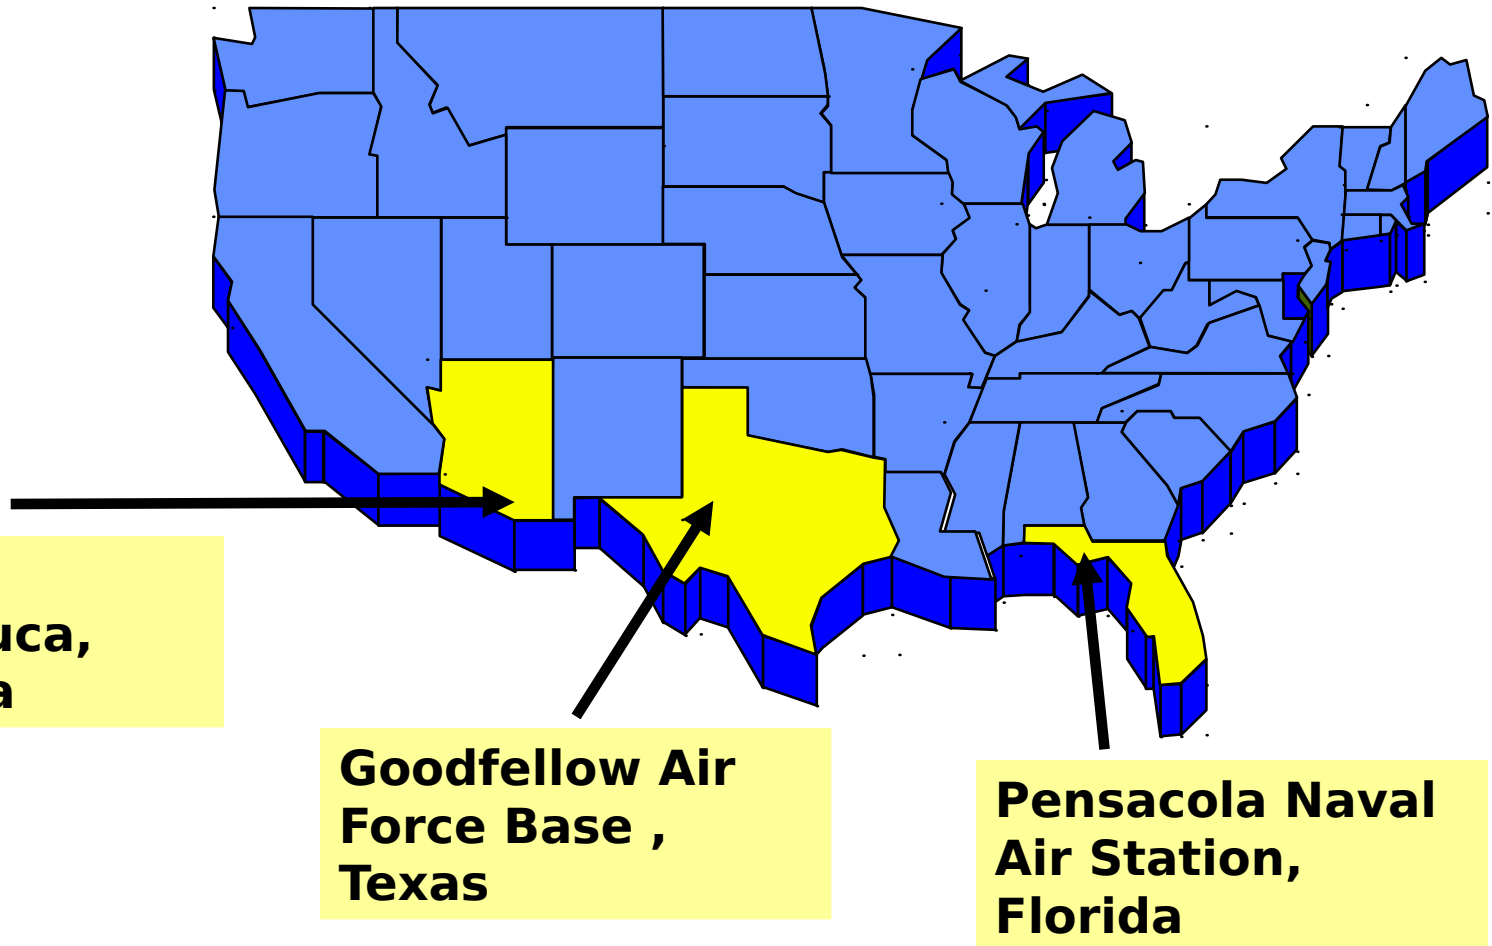 uca,
a
Goodfellow Air
Force Base ,
Texas
Pensacola Naval
Air Station,
Florida